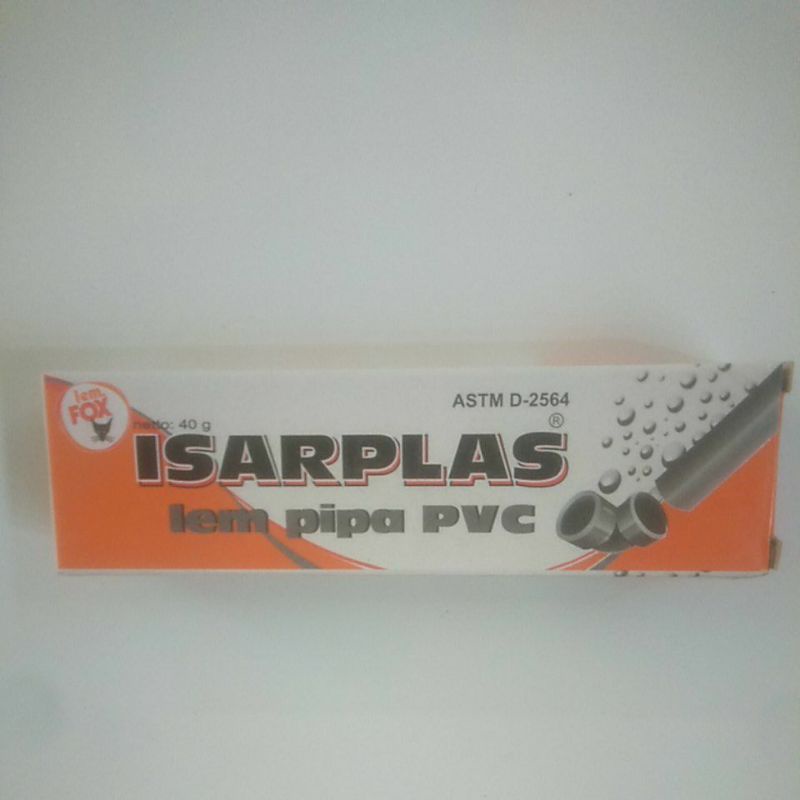 lem
FOX
netto: 40 g
ASTM D-2564
ISARPLAS®
lem pipa PVC